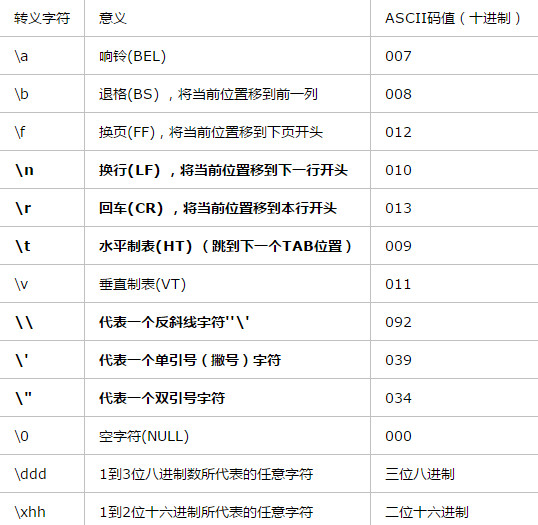 转义字符 意义 ASCII码值（十进制）
\a 响铃(BEL) 007
\b 退格(BS) ，将当前位置移到前一列 008
\f 换页(FF)，将当前位置移到下页开头 012
\n 换行(LF) ，将当前位置移到下一行开头 010
\r 回车(CR) ，将当前位置移到本行开头 013
\t 水平制表(HT) （跳到下一个TAB位置） 009
\v 垂直制表(VT) 011
\\ 代表一个反斜线字符''\' 092
\' 代表一个单引号（撇号）字符 039
\" 代表一个双引号字符 034
\0 空字符(NULL) 000
\ddd 1到3位八进制数所代表的任意字符 三位八进制
\xhh 1到2位十六进制所代表的任意字符 二位十六进制